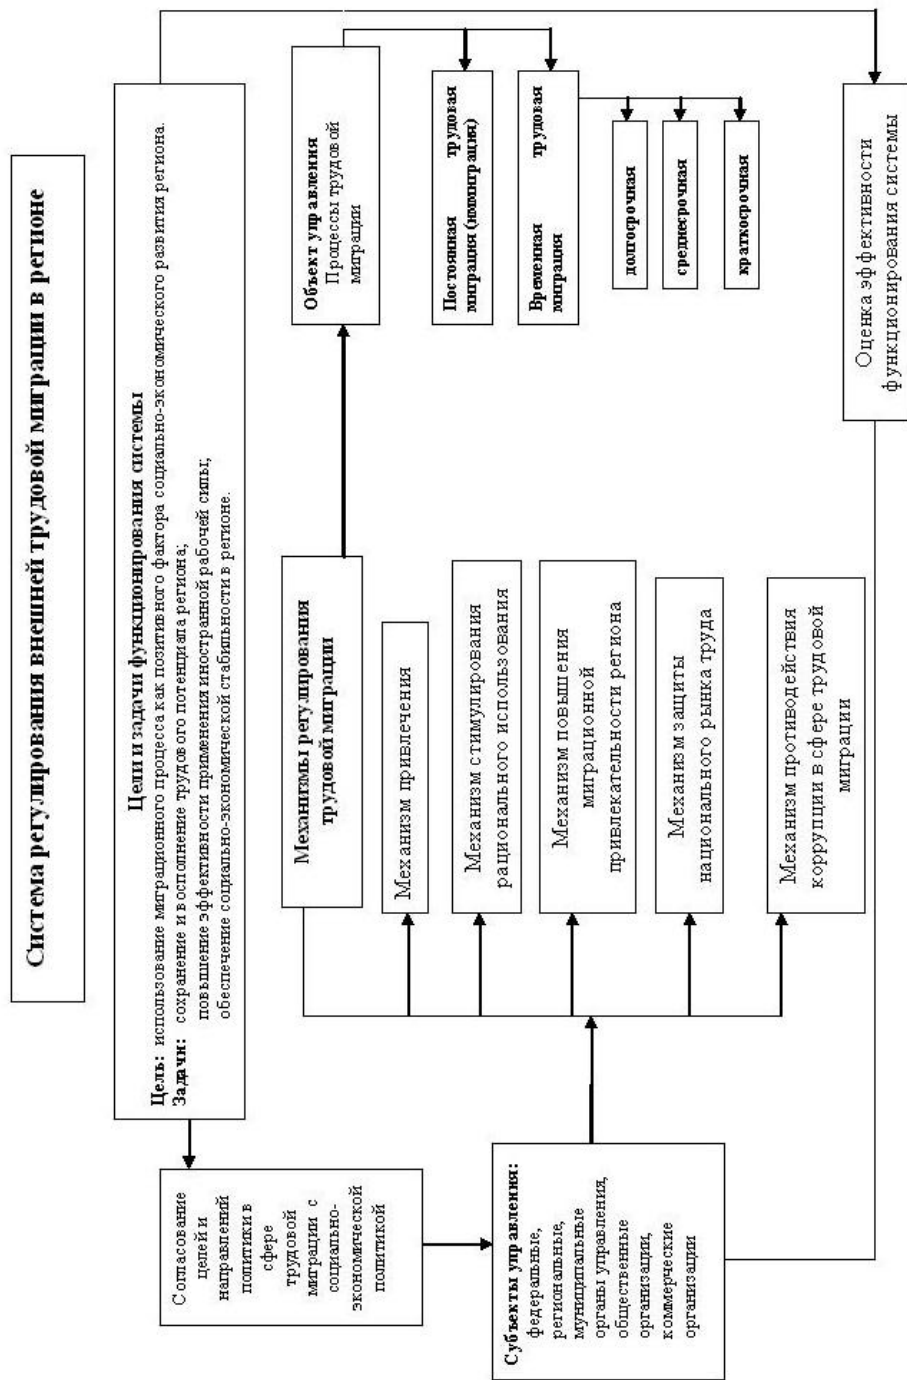 Система регулирования внешней трудовой миграции в регионе
Цели и задачи функционирования системы
Цель: использование миграционного процесса как позитивного фактора социально-экономического развития региона.
Задачи: сохранение и восполнение трудового потенциала региона;
повышение эффективности применения иностранной рабочей силы;
обеспечение социально-экономической стабильности в регионе.
Согласование
целей и
направлений
политики в
сфере
трудовой
миграции с
социально-
экономической
политикой
Субъекты управления:
федеральные,
региональные,
муниципальные
органы управления,
общественные
организации,
коммерческие
организации
Механизмы регулирования
трудовой миграции
Механизм привлечения
Механизм стимулирования
рационального использования
Механизм повышения
миграционной
привлекательности региона
Механизм защиты
национального рынка труда
Механизм противодействия
коррупции в сфере трудовой
миграции
Объект управления
Процессы трудовой
миграции
Постоянная трудовая
миграция (иммиграция)
Временная трудовая
миграция
долгосрочная
среднесрочная
краткосрочная
Оценка эффективности
функционирования системы